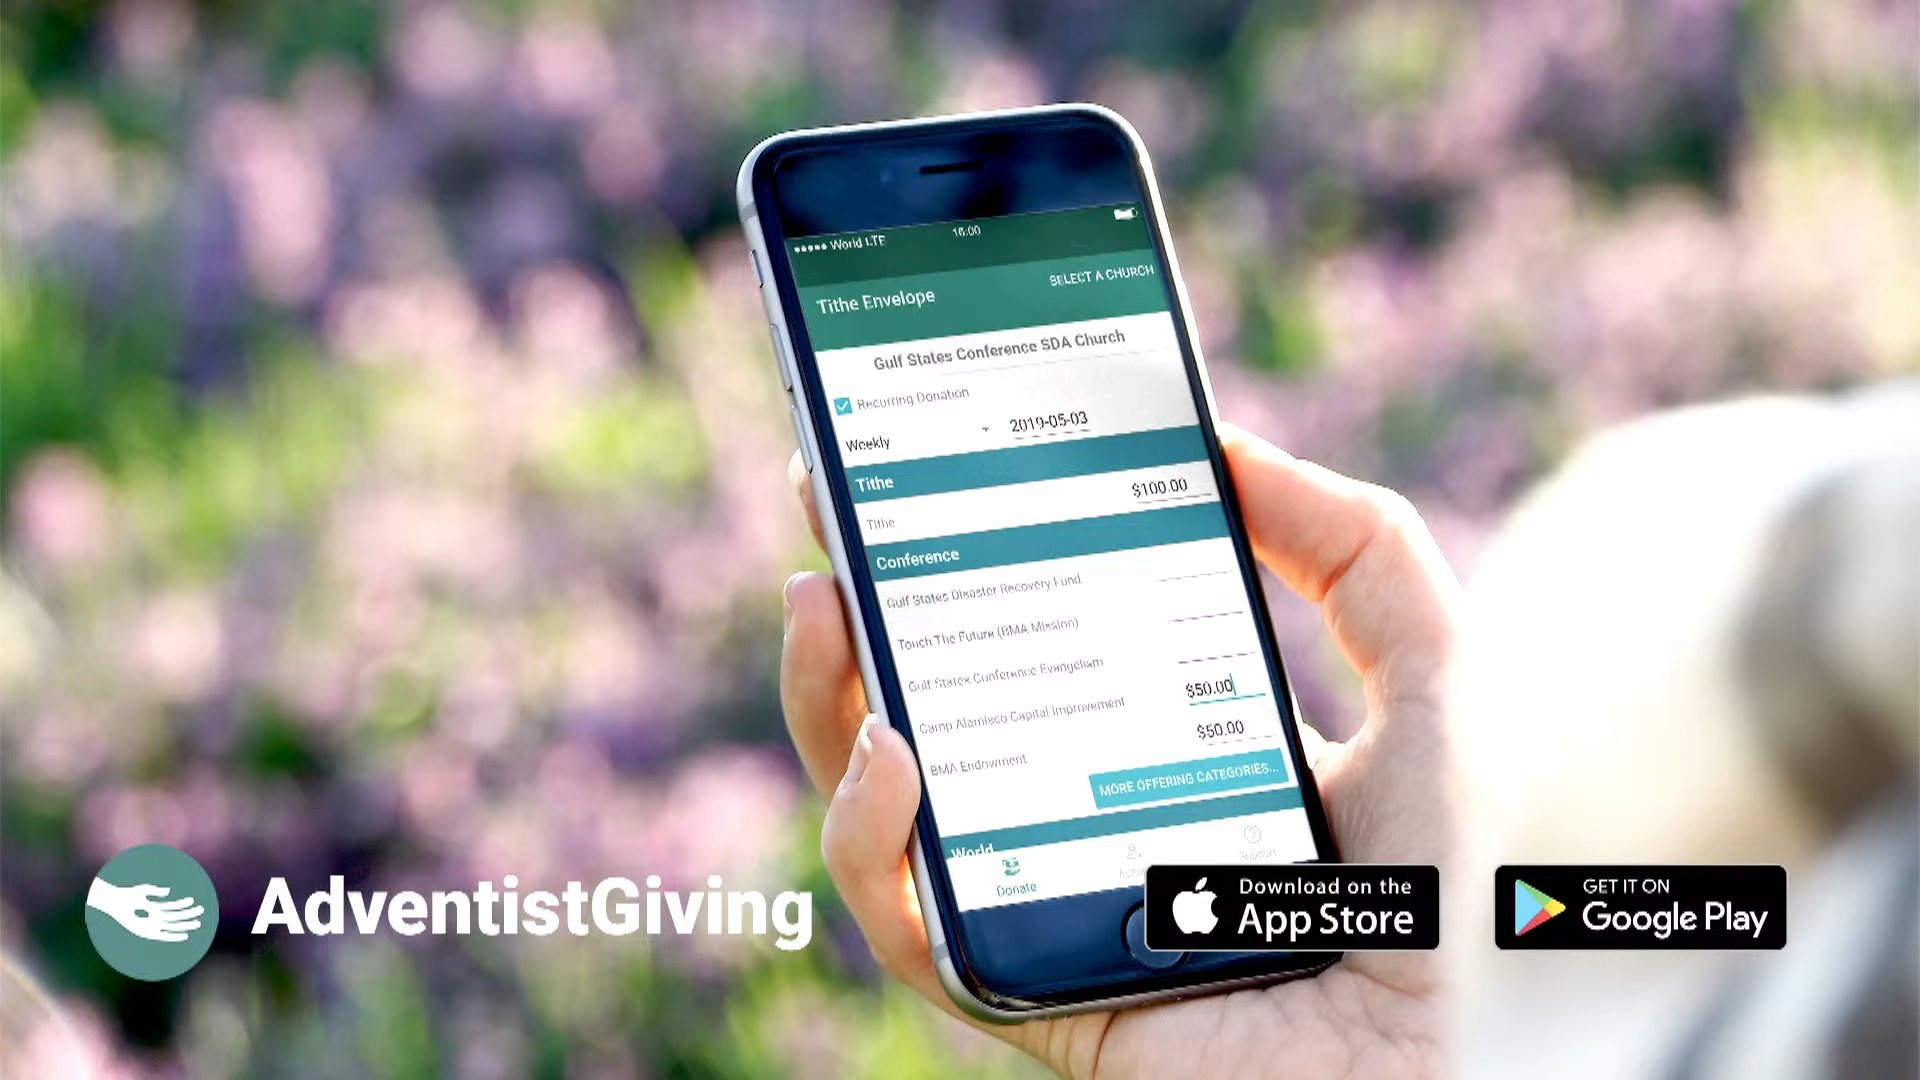 World LTE
16:00
SELECT A CHURCH
Tithe Envelope
Gulf States Conference SDA Church
Recurring Donation
Weekly
2019-05-03
Tithe
Tithe
$100.00
Conference
Gulf States Disaster Recovery Fund
Touch The Future (BMA Mission)
Gulf States Conference Evangelism
Camp Alamisco Capital Improvement
$50.00
BMA Endowment
$50.00
MORE OFFERING CATEGORIES...
World
Donate
Support
AdventistGiving
Download on the
App Store
GET IT ON
Google Play